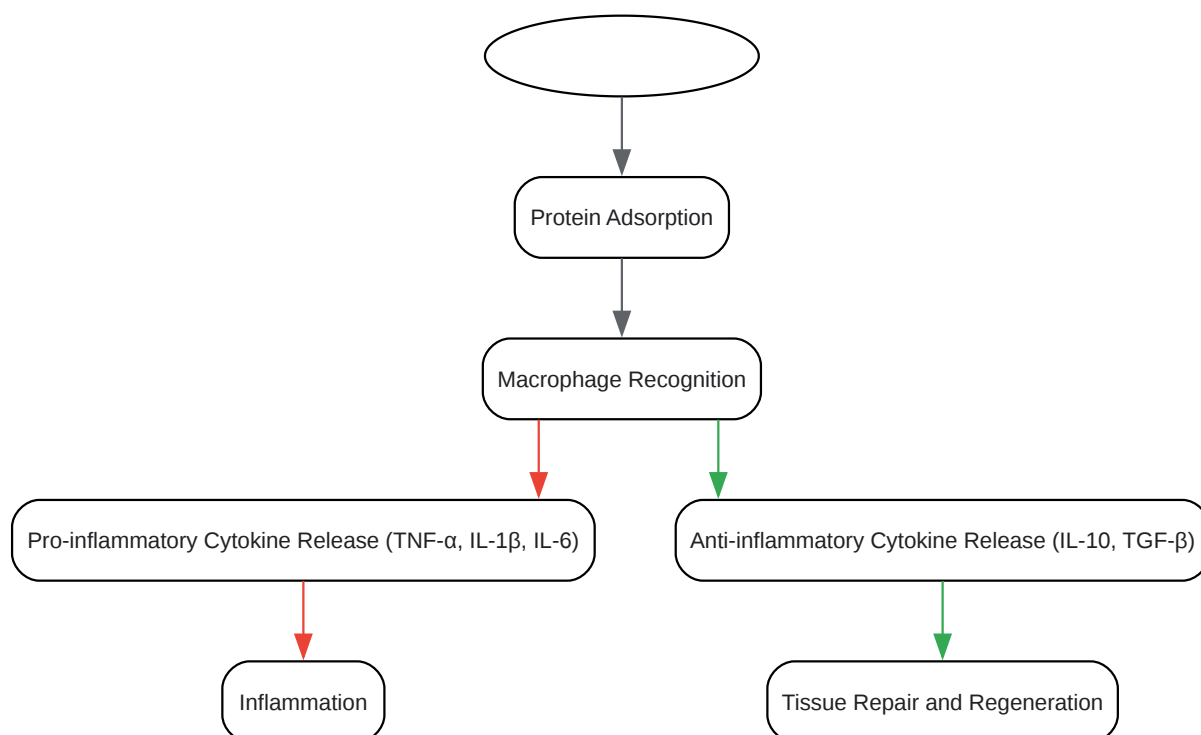 Protein Adsorption
Macrophage Recognition
Pro-inflammatory Cytokine Release (TNF-α, IL-1β, IL-6)
Anti-inflammatory Cytokine Release (IL-10, TGF-β)
Inflammation
Tissue Repair and Regeneration